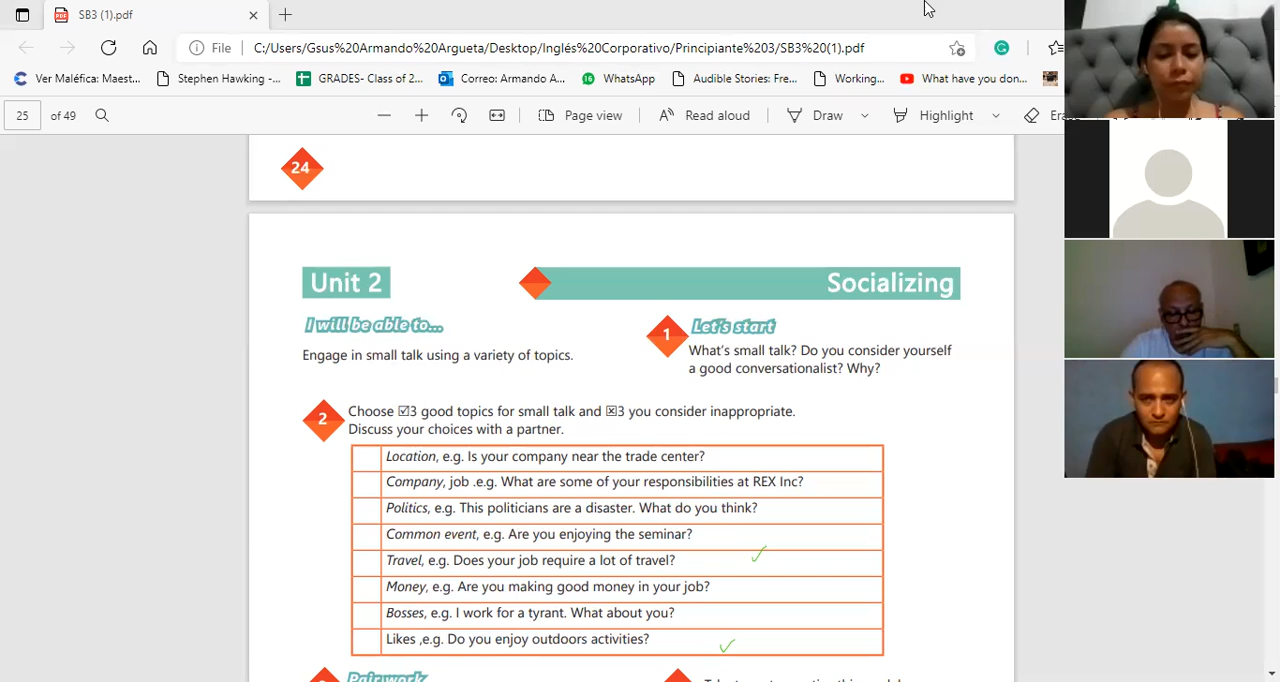 SB3 (1).pdf
File
C:/Users/Gsus%20Armando%20Argueta/Desktop/Inglés%20Corporativo/Principiante%203/SB3%20(1).pdf
Ver Maléfica: Maest...
Stephen Hawking -...
GRADES- Class of 2...
Correo: Armando A...
16
WhatsApp
Audible Stories: Fre...
Working...
What have you don...
25
of 49
Page view
Read aloud
Draw
Highlight
24
Unit 2
Socializing
I will be able to...
Engage in small talk using a variety of topics.
1
Let's start
What's small talk? Do you consider yourself
a good conversationalist? Why?
2
Choose ☑3 good topics for small talk and ☒3 you consider inappropriate.
Discuss your choices with a partner.
Location, e.g. Is your company near the trade center?
Company, job .e.g. What are some of your responsibilities at REX Inc?
Politics, e.g. This politicians are a disaster. What do you think?
Common event, e.g. Are you enjoying the seminar?
Travel, e.g. Does your job require a lot of travel?
Money, e.g. Are you making good money in your job?
Bosses, e.g. I work for a tyrant. What about you?
Likes ,e.g. Do you enjoy outdoors activities?
Pair work